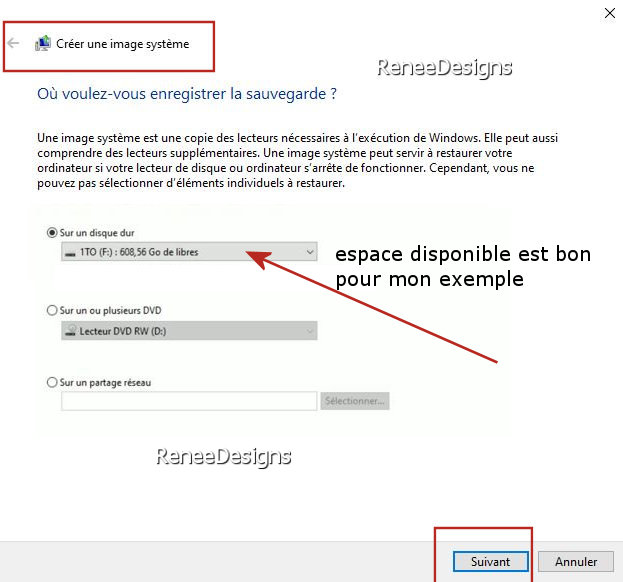 Créer une image système
ReneeDesigns
Où voulez-vous enregistrer la sauvegarde ?
Une image système est une copie des lecteurs nécessaires à l'exécution de Windows. Elle peut aussi
comprendre des lecteurs supplémentaires. Une image système peut servir à restaurer votre
ordinateur si votre lecteur de disque ou ordinateur s'arrête de fonctionner. Cependant, vous ne
pouvez pas sélectionner d'éléments individuels à restaurer.
Sur un disque dur
1TO (F:) : 608,56 Go de libres
espace disponible est bon
pour mon exemple
Sur un ou plusieurs DVD
Lecteur DVD RW (D:)
Sur un partage réseau
Sélectionner...
ReneeDesigns
Suivant
Annuler